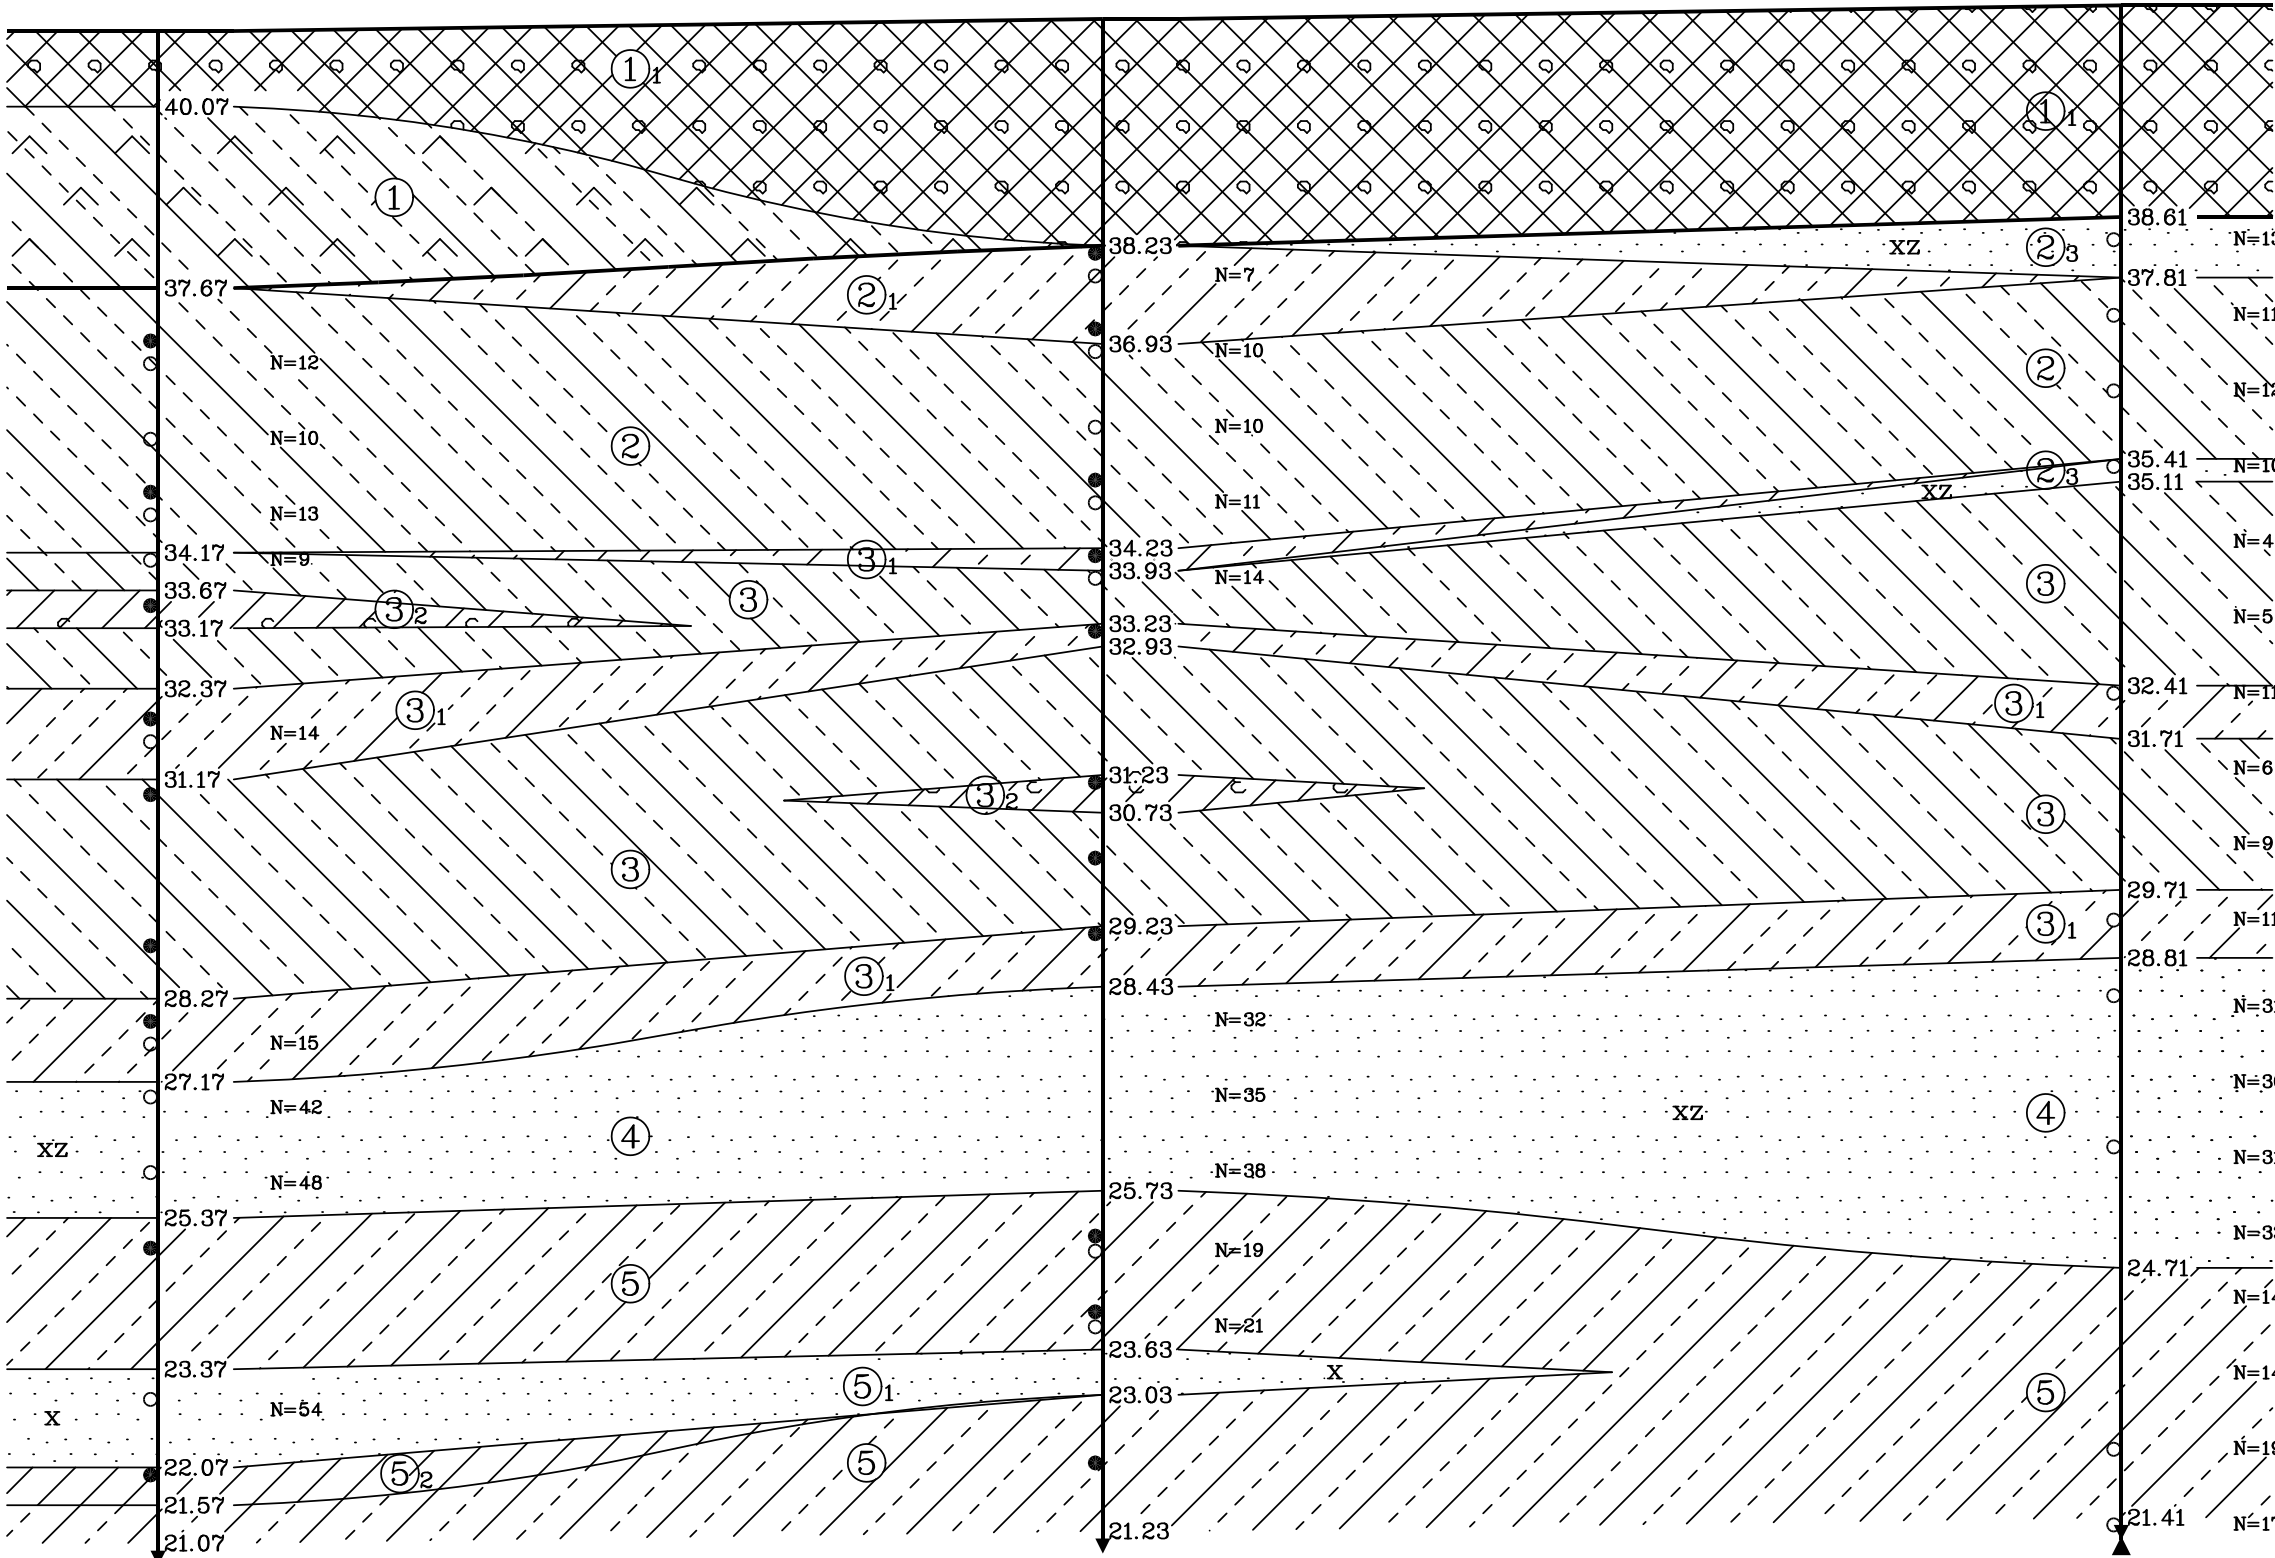 ①1
①1
40.07
①
38.61
②3
N=13
38.23
xz
N=7
37.81
37.67
②1
36.93
N=10
N=12
②
N=10
②
N=10
N=11
35.41
②3
35.11
xz
N=13
34.23
34.17
N=9
③1
33.93
N=14
N=4
33.67
③2
③
③
33.17
33.23
N=5
32.93
32.37
32.41
③1
③1
N=14
31.71
31.17
31.23
N=6
③2
30.73
③
③
N=9
29.71
29.23
③1
N=11
28.81
③1
28.43
28.27
N=32
N=15
27.17
N=42
N=35
xz
④
④
xz
N=48
N=38
25.73
25.37
N=19
24.71
⑤
N=21
23.63
23.37
x
⑤1
23.03
⑤
x
N=54
⑤
22.07
⑤2
21.57
21.23
21.41
21.07